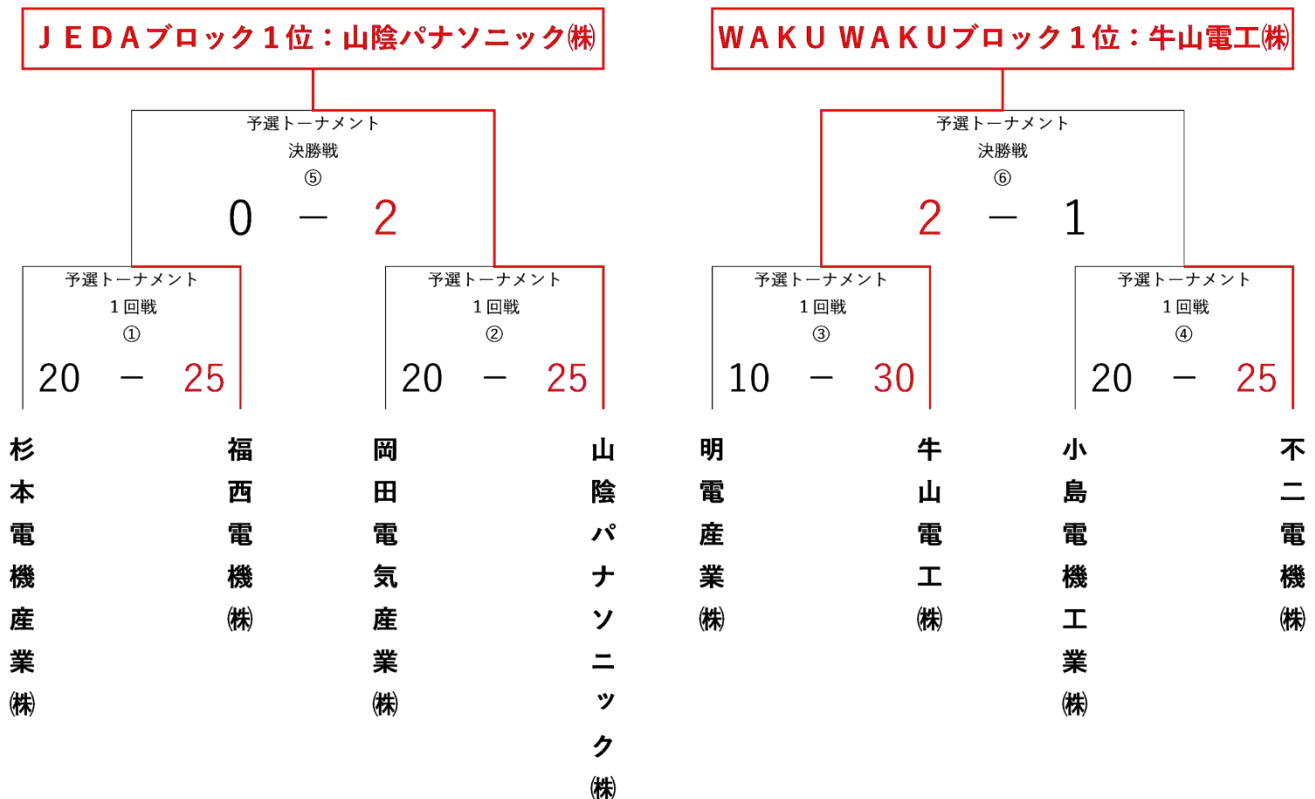 ＪＥＤＡブロック１位：山陰パナソニック㈱
予選トーナメント
決勝戦
⑤
0 － 2
予選トーナメント
１回戦
①
20 － 25
予選トーナメント
１回戦
②
20 － 25
杉本電機産業㈱
福西電機㈱
岡田電気産業㈱
山陰パナソニック㈱
ＷＡＫＵ ＷＡＫＵブロック１位：牛山電工㈱
予選トーナメント
決勝戦
⑥
2 － 1
予選トーナメント
１回戦
③
10 － 30
予選トーナメント
１回戦
④
20 － 25
明電産業㈱
牛山電工㈱
小島電機工業㈱
不二電機㈱